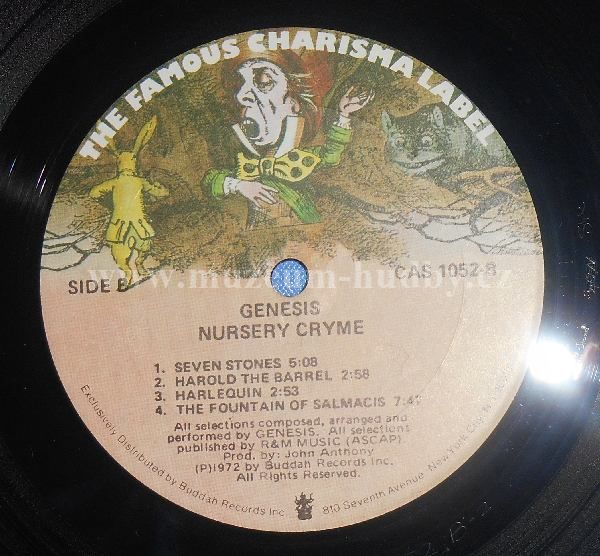 THE FAMOUS CHARISMA LABEL
www.muzeum-hudby.cz
SIDE B
CAS 1052-B
GENESIS
NURSERY CRYME
1. SEVEN STONES 5:08
2. HAROLD THE BARREL 2:58
3. HARLEQUIN 2:53
4. THE FOUNTAIN OF SALMACIS
All selections composed, arranged and
performed by GENESIS. All selections
published by R&M MUSIC (ASCAP).
Prod. by: John Anthony
(P)1972 by Buddah Records Inc.
All Rights Reserved.
Exclusively Distributed by Buddah Records Inc. 810 Seventh Avenue, New York City, N.